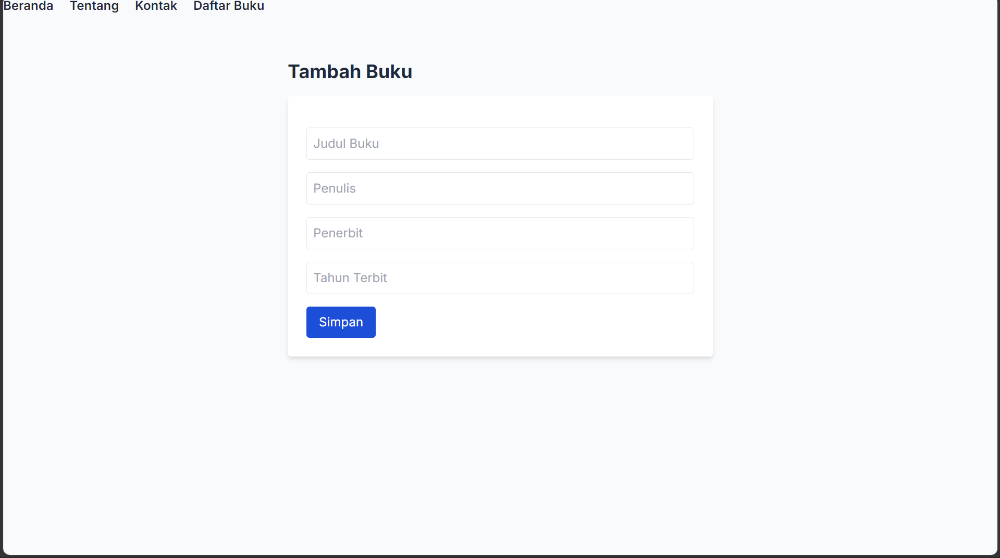 Beranda Tentang Kontak Daftar Buku
Tambah Buku
Judul Buku
Penulis
Penerbit
Tahun Terbit
Simpan